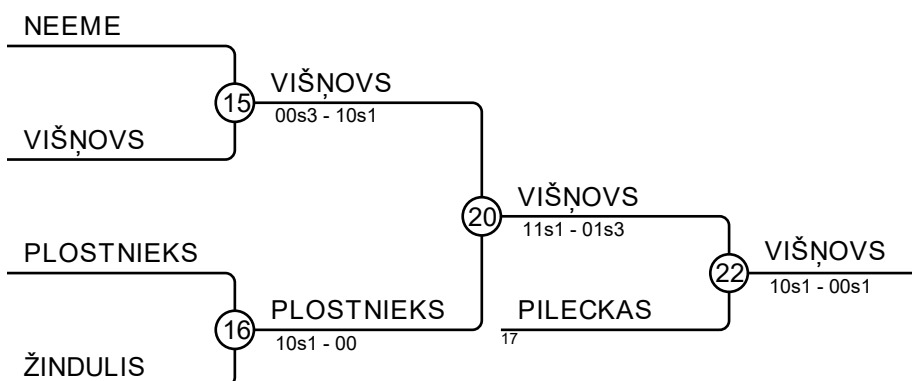 NEEME
15
VIŠŅOVS
00s3 - 10s1
VIŠŅOVS
20
VIŠŅOVS
11s1 - 01s3
PLOSTNIEKS
16
PLOSTNIEKS
10s1 - 00
ŽINDULIS
22
VIŠŅOVS
10s1 - 00s1
PILECKAS
17